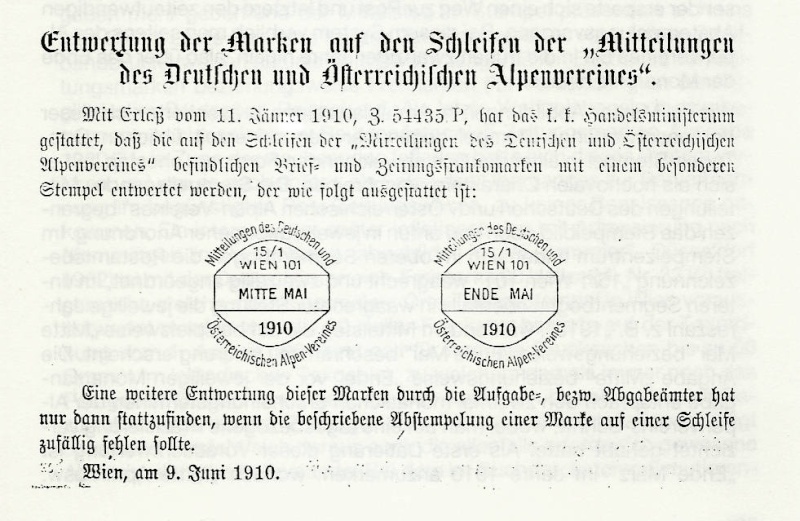 Entwertung der Marken auf den Schleifen der „Mitteilungen
des Deutschen und Österreichischen Alpenvereines“.
Mit Erlaß vom 11. Jänner 1910, Z. 54435 P, hat das k. k. Handelsministerium
gestattet, daß die auf den Schleifen der „Mitteilungen des Deutschen und Österreichischen
Alpenvereines“ befindlichen Brief- und Zeitungsfrankomarken mit einem besonderen
Stempel entwertet werden, der wie folgt ausgestattet ist:
Mitteilungen des Deutschen und
15/1
WIEN 101
MITTE MAI
1910
Österreichischen Alpen-Vereines
Mitteilungen des Deutschen und
15/1
WIEN 101
ENDE MAI
1910
Österreichischen Alpen-Vereines
Eine weitere Entwertung dieser Marken durch die Aufgabe-, bezw. Abgabeämter hat
nur dann stattzufinden, wenn die beschriebene Abstempelung einer Marke auf einer Schleife
zufällig fehlen sollte.
Wien, am 9. Juni 1910.